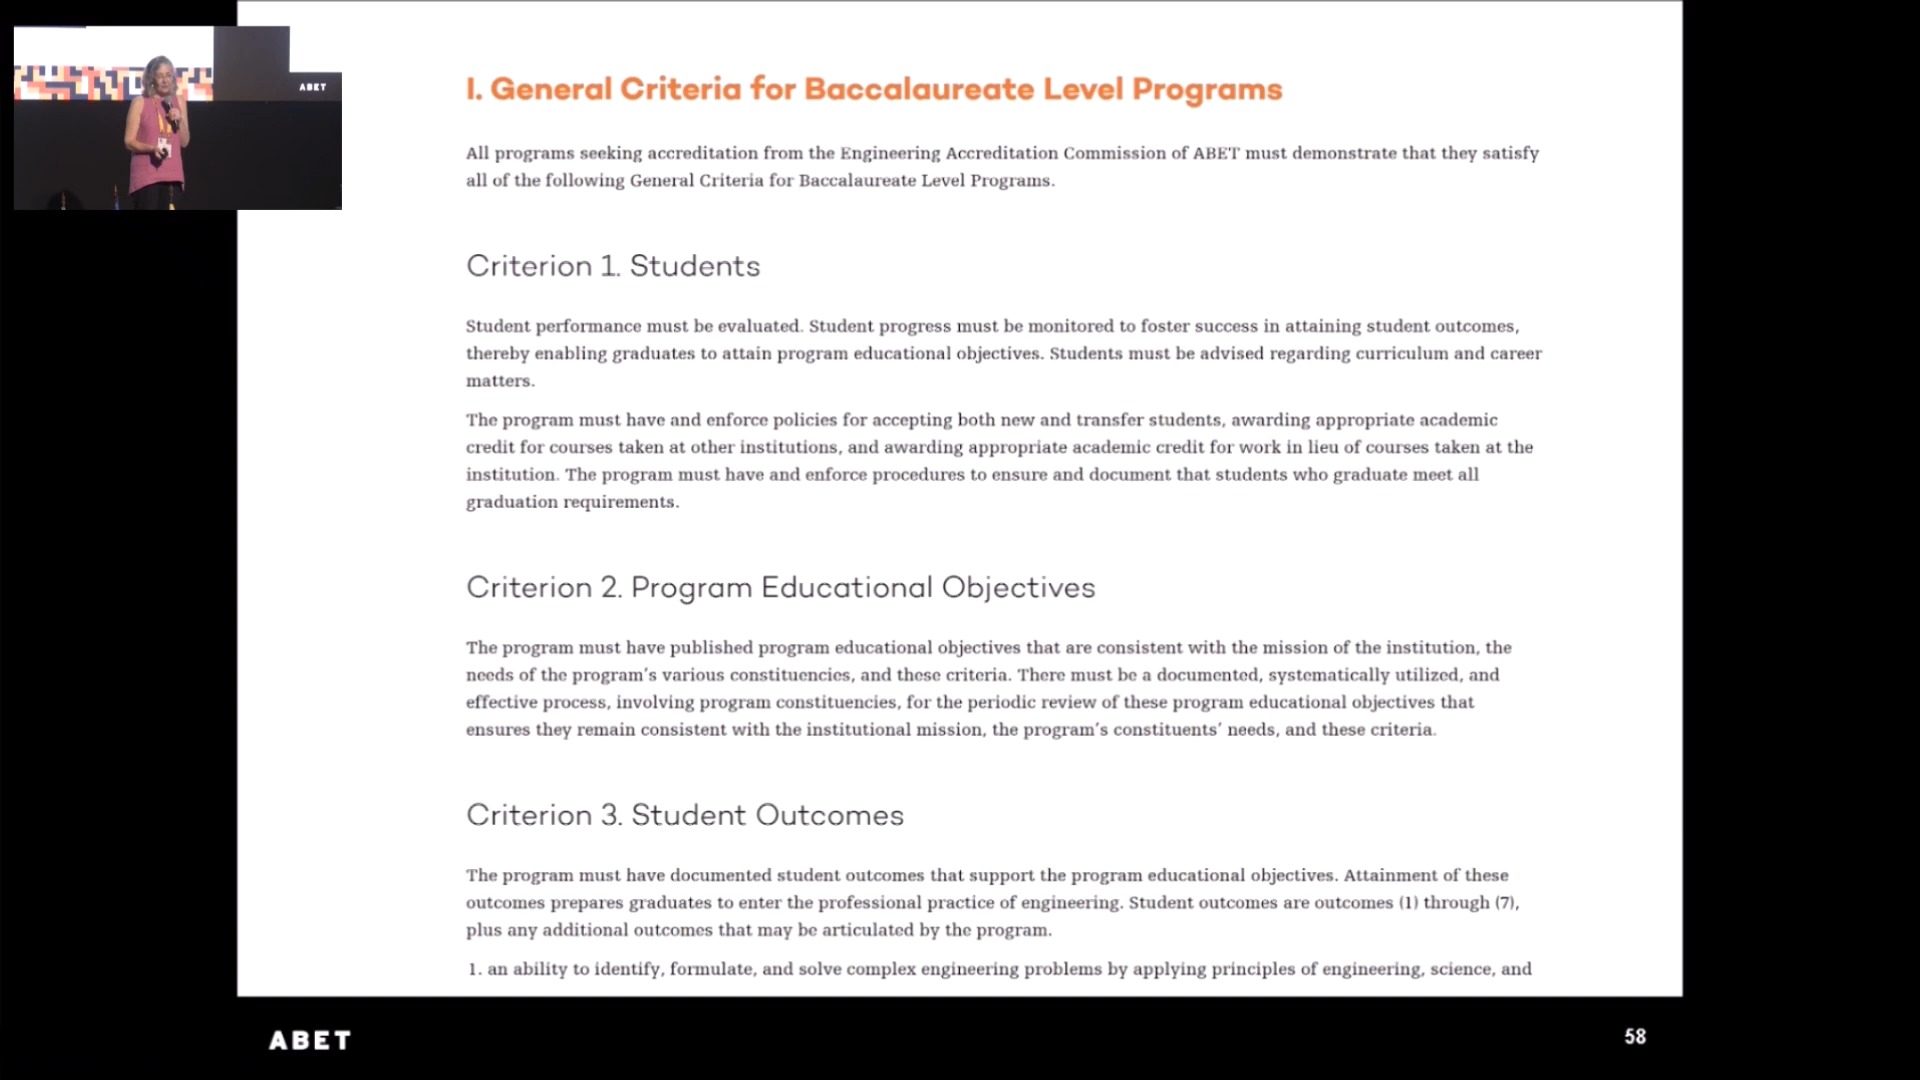 ABET
I. General Criteria for Baccalaureate Level Programs
All programs seeking accreditation from the Engineering Accreditation Commission of ABET must demonstrate that they satisfy
all of the following General Criteria for Baccalaureate Level Programs.
Criterion 1. Students
Student performance must be evaluated. Student progress must be monitored to foster success in attaining student outcomes,
thereby enabling graduates to attain program educational objectives. Students must be advised regarding curriculum and career
matters.
The program must have and enforce policies for accepting both new and transfer students, awarding appropriate academic
credit for courses taken at other institutions, and awarding appropriate academic credit for work in lieu of courses taken at the
institution. The program must have and enforce procedures to ensure and document that students who graduate meet all
graduation requirements.
Criterion 2. Program Educational Objectives
The program must have published program educational objectives that are consistent with the mission of the institution, the
needs of the program's various constituencies, and these criteria. There must be a documented, systematically utilized, and
effective process, involving program constituencies, for the periodic review of these program educational objectives that
ensures they remain consistent with the institutional mission, the program's constituents' needs, and these criteria.
Criterion 3. Student Outcomes
The program must have documented student outcomes that support the program educational objectives. Attainment of these
outcomes prepares graduates to enter the professional practice of engineering. Student outcomes are outcomes (1) through (7),
plus any additional outcomes that may be articulated by the program.
1. an ability to identify, formulate, and solve complex engineering problems by applying principles of engineering, science, and
ABET
58